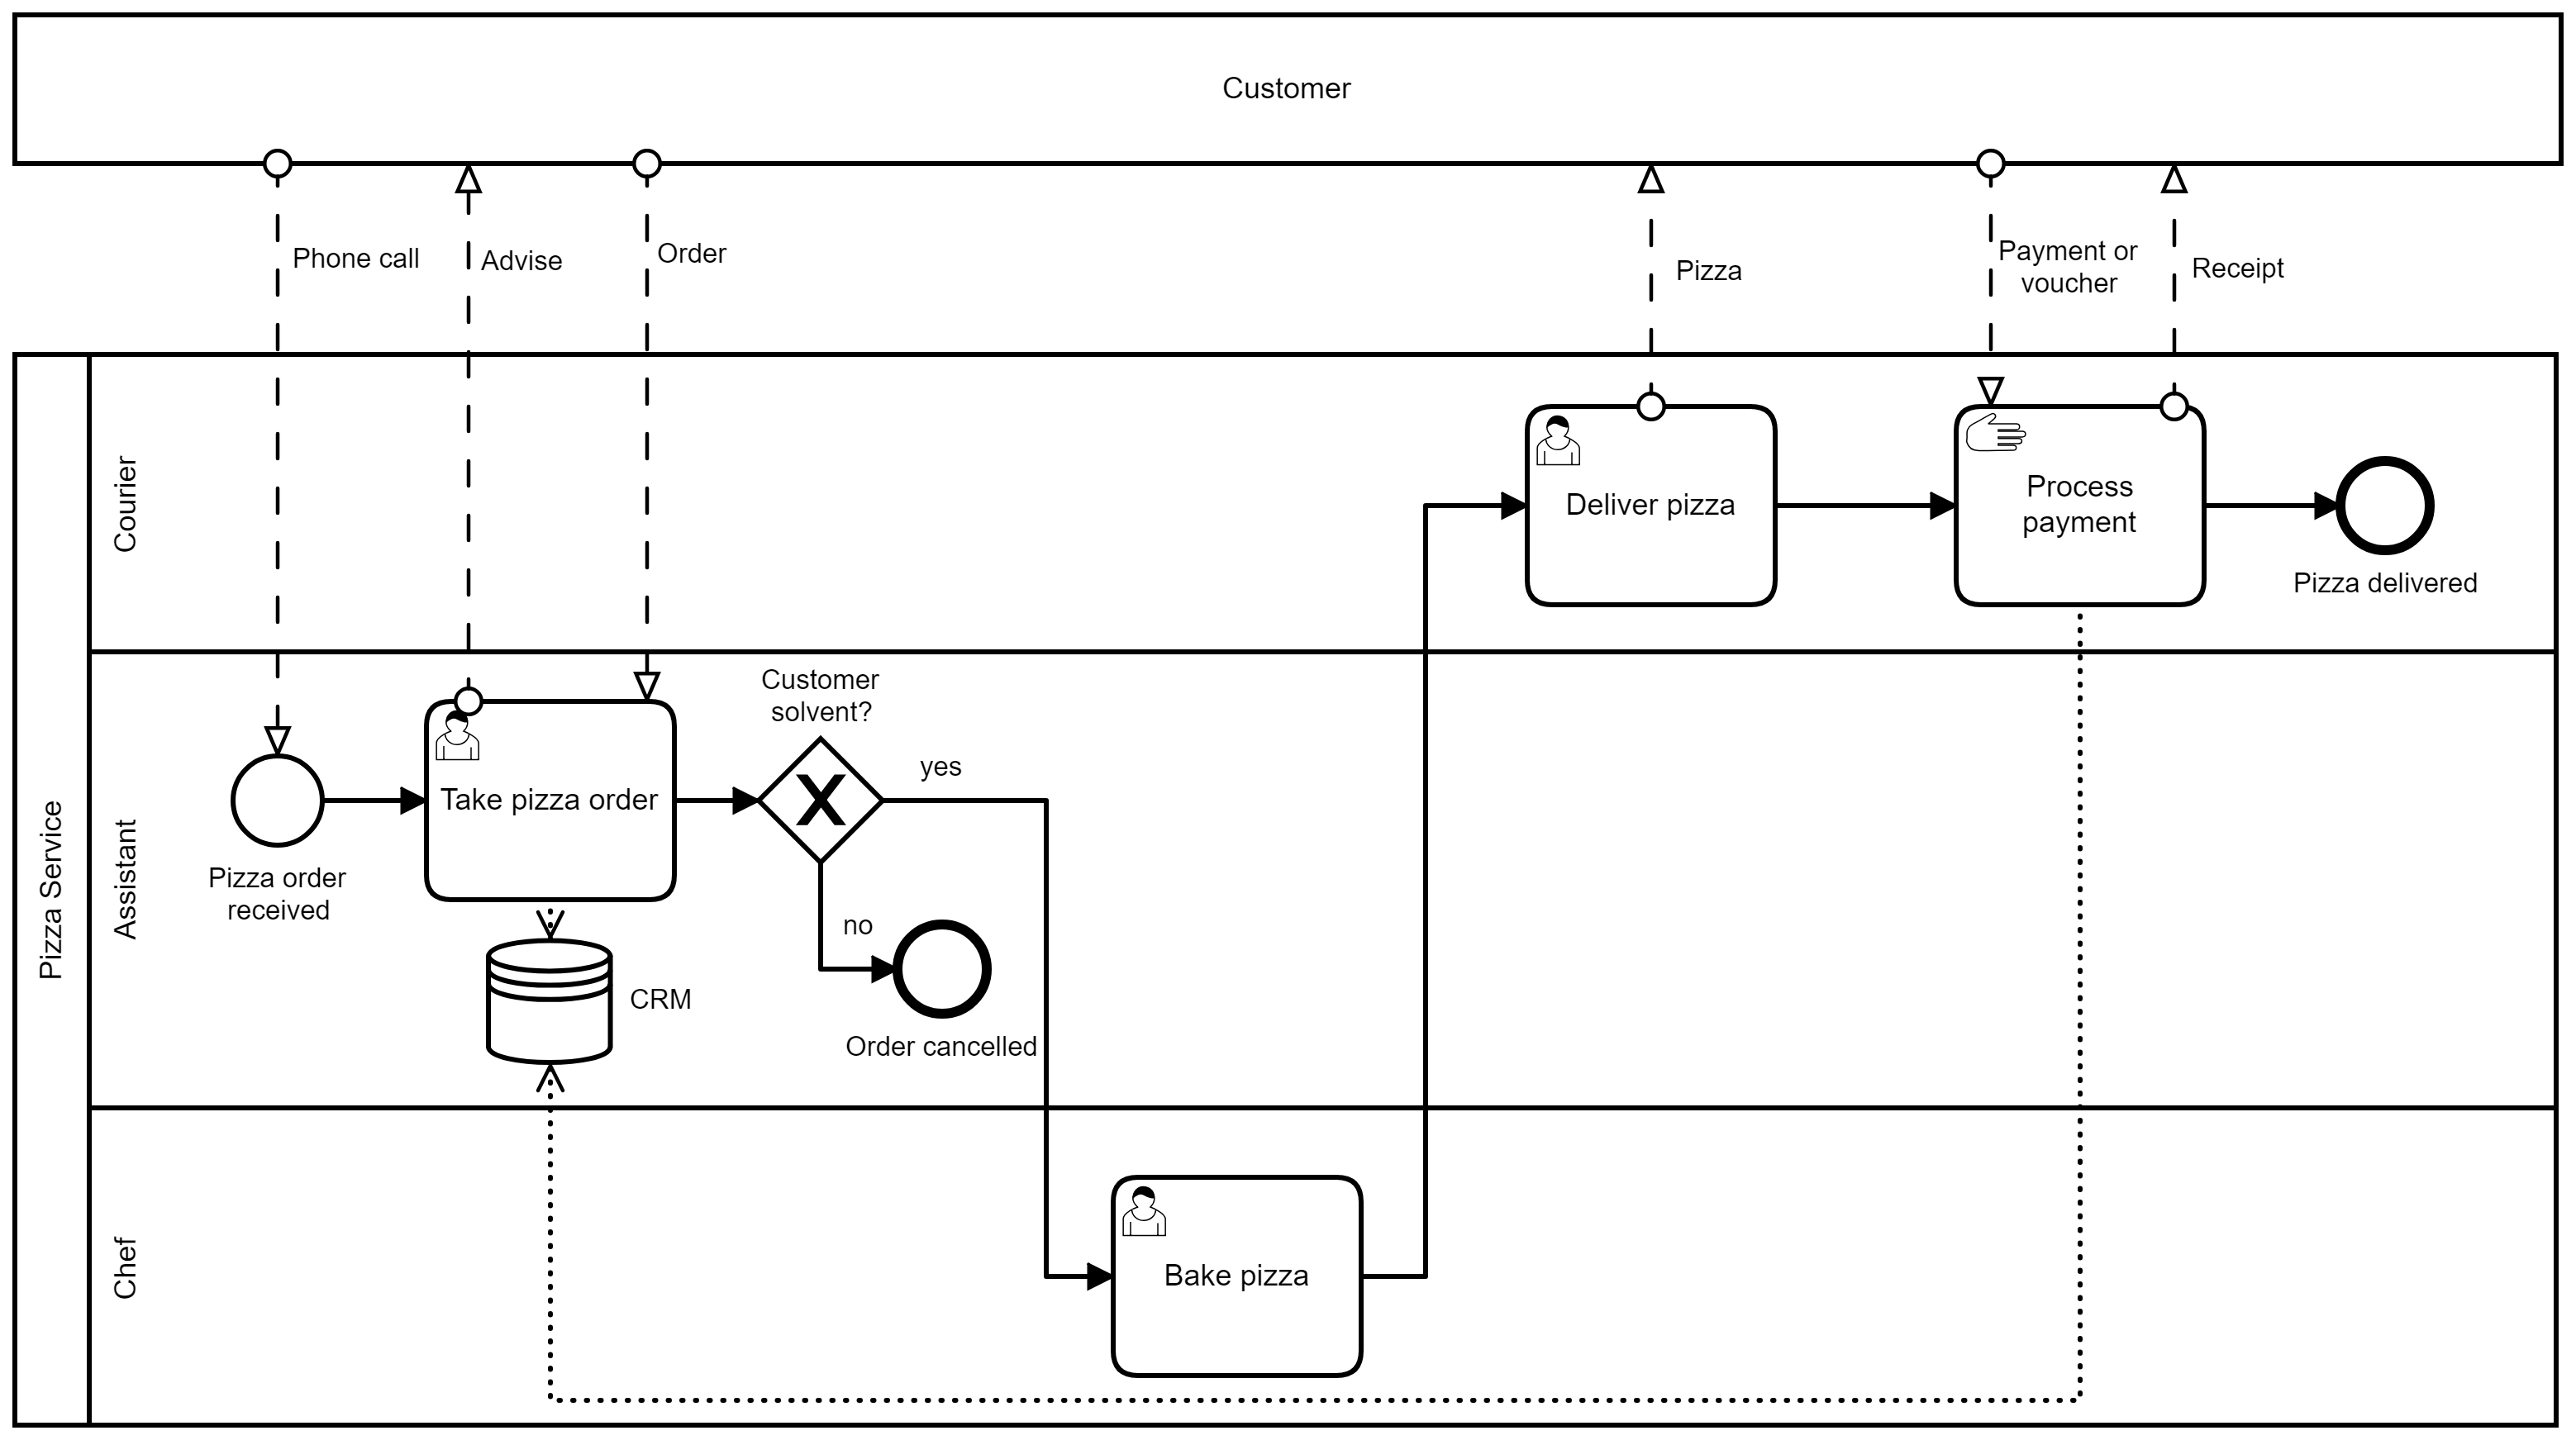 Customer
Phone call
Advise
Order
Pizza
Payment or
voucher
Receipt
Pizza Service
Courier
Deliver pizza
Process
payment
Pizza delivered
Assistant
Pizza order
received
Take pizza order
Customer
solvent?
X
yes
no
CRM
Order cancelled
Chef
Bake pizza